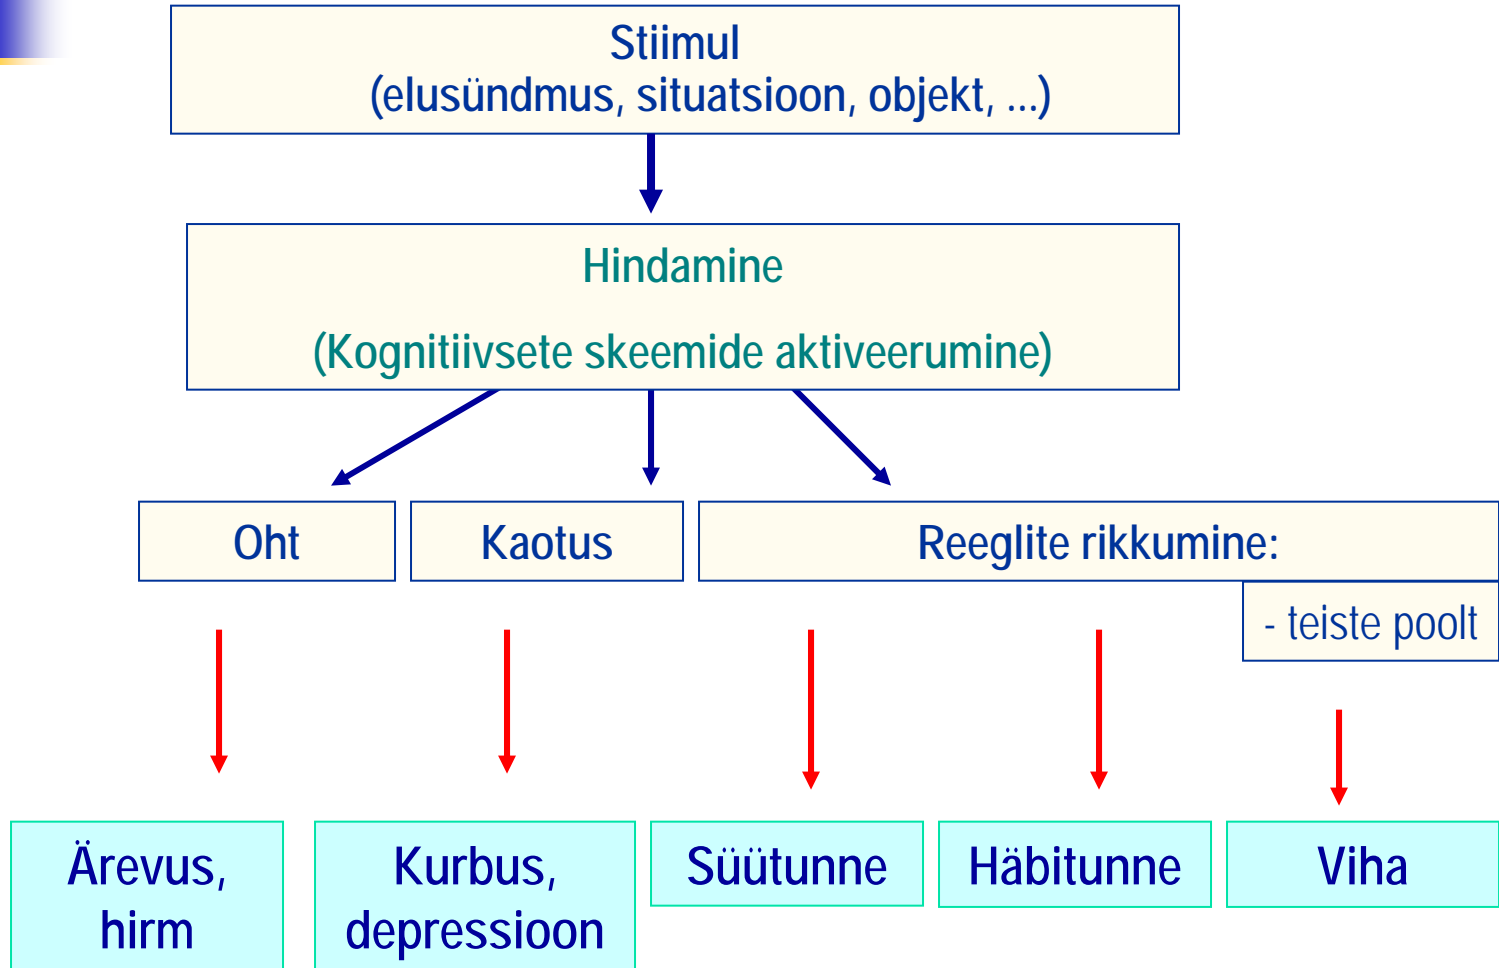 Stiimul
(elusündmus, situatsioon, objekt, ...)
Hindamine
(Kognitiivsete skeemide aktiveerumine)
Oht
Kaotus
Reeglite rikkumine:
- teiste poolt
Ärevus,
hirm
Kurbus,
depressioon
Süütunne
Häbitunne
Viha